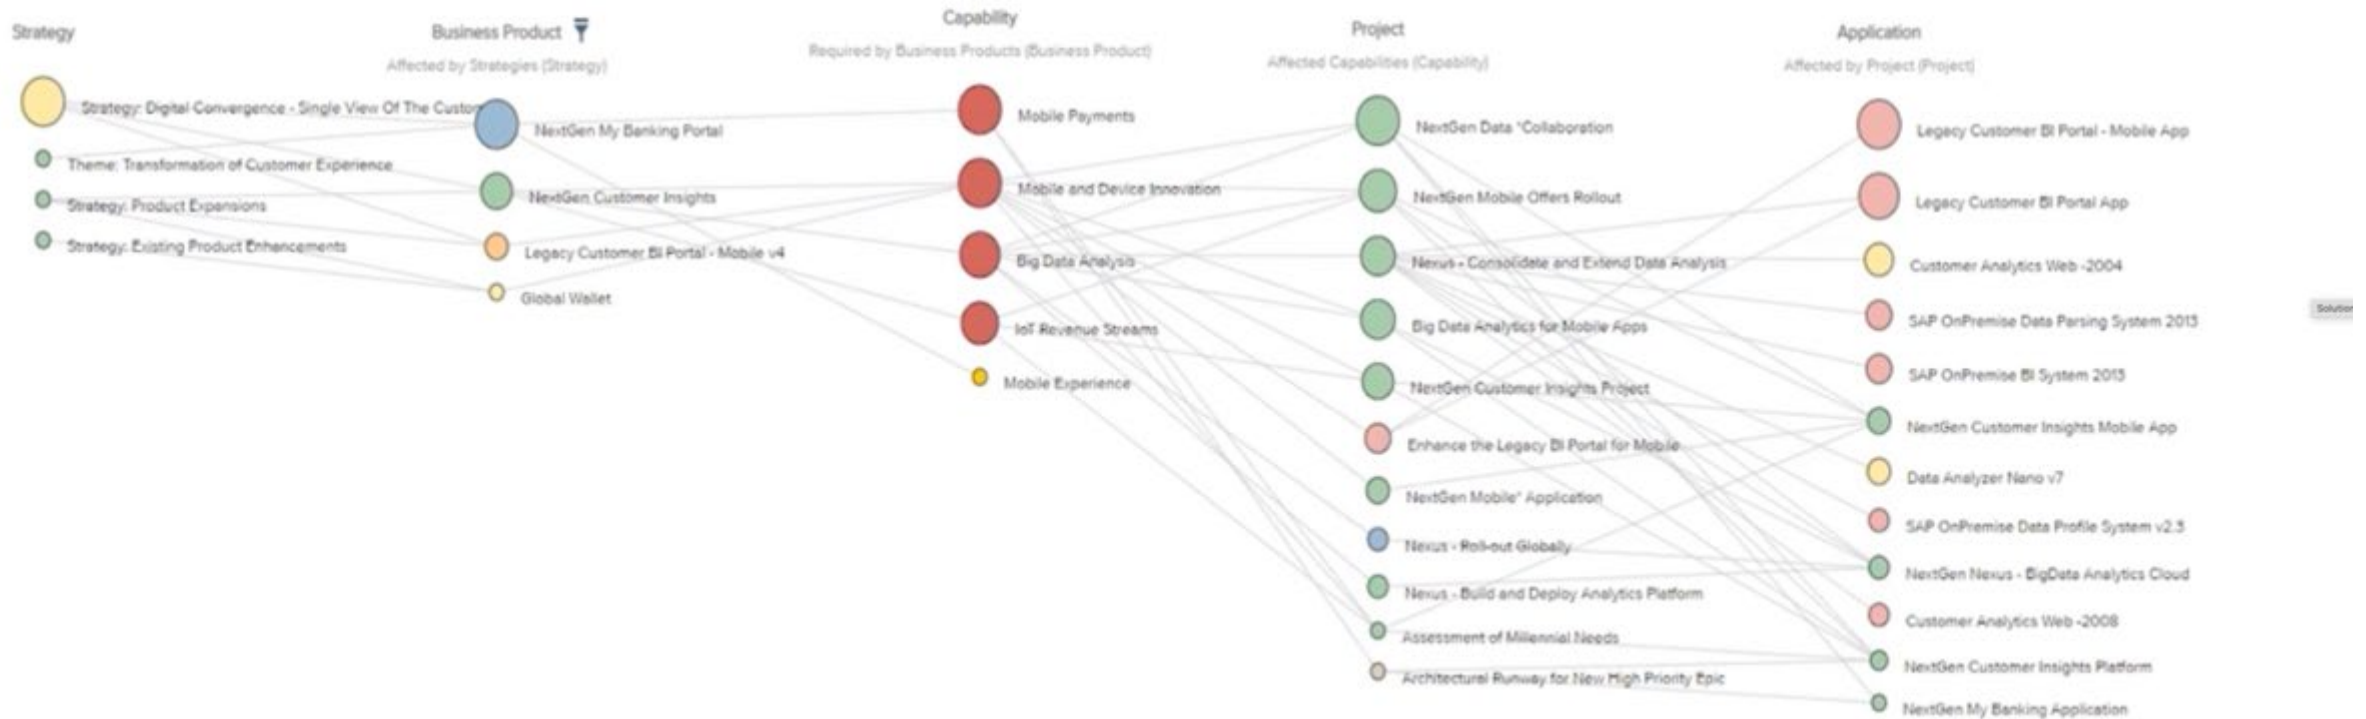 Strategy
Strategy: Digital Convergence - Single View Of The Custom
Theme: Transformation of Customer Experience
Strategy: Product Expansions
Strategy: Existing Product Enhancements
Business Product
Affected by Strategies (Strategy)
NextGen My Banking Portal
NextGen Customer Insights
Legacy Customer BI Portal - Mobile v4
Global Wallet
Capability
Required by Business Products (Business Product)
Mobile Payments
Mobile and Device Innovation
Big Data Analysis
IoT Revenue Streams
Mobile Experience
Project
Affected Capabilities (Capability)
NextGen Data *Collaboration
NextGen Mobile Offers Rollout
Nexus - Consolidate and Extend Data Analysis
Big Data Analytics for Mobile Apps
NextGen Customer Insights Project
Enhance the Legacy BI Portal for Mobile
NextGen Mobile* Application
Nexus - Roll-out Globally
Nexus - Build and Deploy Analytics Platform
Assessment of Millennial Needs
Architectural Runway for New High Priority Epic
Application
Affected by Project (Project)
Legacy Customer BI Portal - Mobile App
Legacy Customer BI Portal App
Customer Analytics Web -2004
SAP OnPremise Data Parsing System 2013
SAP OnPremise BI System 2013
NextGen Customer Insights Mobile App
Data Analyzer Nano v7
SAP OnPremise Data Profile System v2.3
NextGen Nexus - BigData Analytics Cloud
Customer Analytics Web -2008
NextGen Customer Insights Platform
NextGen My Banking Application
Solution